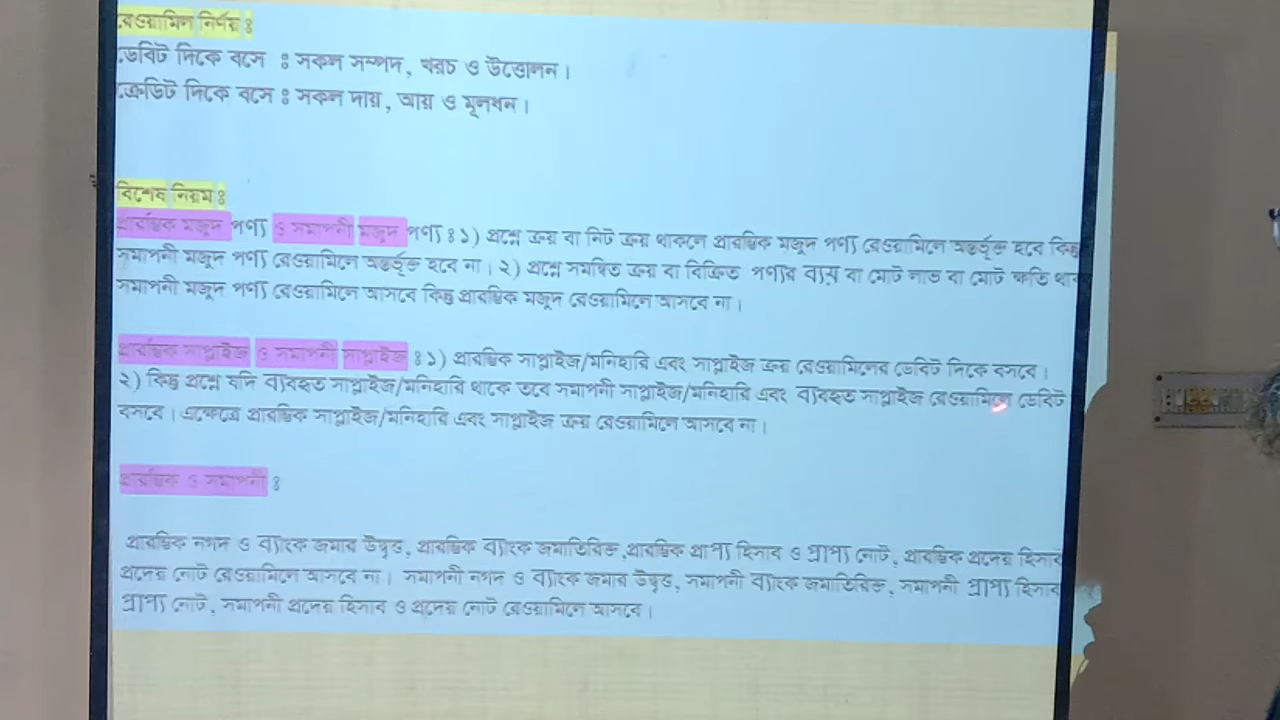 রেওয়ামিল নির্ণয় ঃ
ডেবিট দিকে বসে ঃ সকল সম্পদ, খরচ ও উত্তোলন।
ক্রেডিট দিকে বসে ঃ সকল দায়, আয় ও মূলধন।
বিশেষ নিয়ম ঃ
প্রারম্ভিক মজুদ পণ্য ও সমাপনী মজুদ পণ্য ঃ ১) প্রশ্নে ক্রয় বা নিট ক্রয় থাকলে প্রারম্ভিক মজুদ পণ্য রেওয়ামিলে অন্তর্ভূক্ত হবে কিন্তু
সমাপনী মজুদ পণ্য রেওয়ামিলে অন্তর্ভূক্ত হবে না। ২) প্রশ্নে সমন্বিত ক্রয় বা বিক্রিত পণ্যের ব্যয় বা মোট লাভ বা মোট ক্ষতি
সমাপনী মজুদ পণ্য রেওয়ামিলে আসবে কিন্তু প্রারম্ভিক মজুদ রেওয়ামিলে আসবে না।
প্রারম্ভিক সাপ্লাইজ ও সমাপনী সাপ্লাইজ ঃ ১) প্রারম্ভিক সাপ্লাইজ/মনিহারি এবং সাপ্লাইজ ক্রয় রেওয়ামিলের ডেবিট দিকে বসবে।
২) কিন্তু প্রশ্নে যদি ব্যবহৃত সাপ্লাইজ/মনিহারি থাকে তবে সমাপনী সাপ্লাইজ/মনিহারি এবং ব্যবহৃত সাপ্লাইজ রেওয়ামিলে ডেবিট
বসবে। এক্ষেত্রে প্রারম্ভিক সাপ্লাইজ/মনিহারি এবং সাপ্লাইজ ক্রয় রেওয়ামিলে আসবে না।
প্রারম্ভিক ও সমাপনী ঃ
প্রারম্ভিক নগদ ও ব্যাংক জমার উদ্বৃত্ত, প্রারম্ভিক ব্যাংক জমাতিরিক্ত,প্রারম্ভিক প্রাপ্য হিসাব ও প্রাপ্য নোট, প্রারম্ভিক প্রদেয় হিসাব
প্রদেয় নোট রেওয়ামিলে আসবে না। সমাপনী নগদ ও ব্যাংক জমার উদ্বৃত্ত, সমাপনী ব্যাংক জমাতিরিক্ত, সমাপনী প্রাপ্য হিসাব
প্রাপ্য নোট, সমাপনী প্রদেয় হিসাব ও প্রদেয় নোট রেওয়ামিলে আসবে।